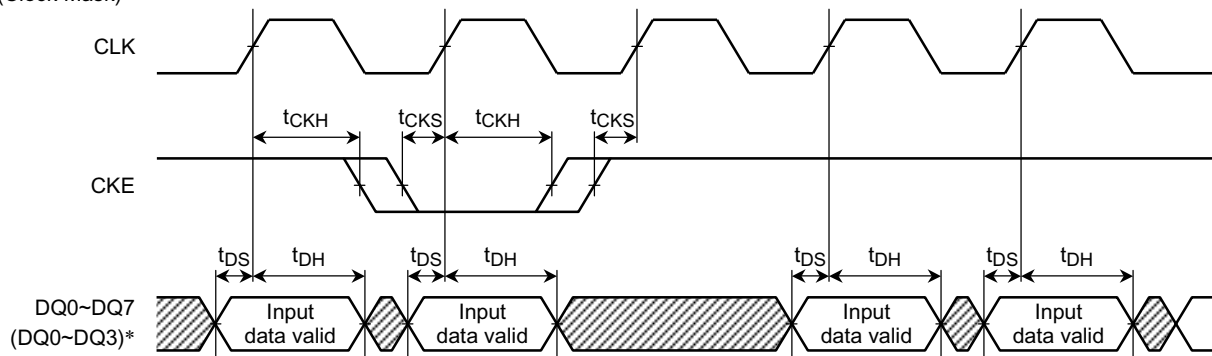 (Clock Mask)
CLK
tCKH tCKS tCKH tCKS
CKE
tDS tDH tDS tDH tDS tDH tDS tDH
DQ0~DQ7
(DQ0~DQ3)*
Input
data valid
Input
data valid
Input
data valid
Input
data valid